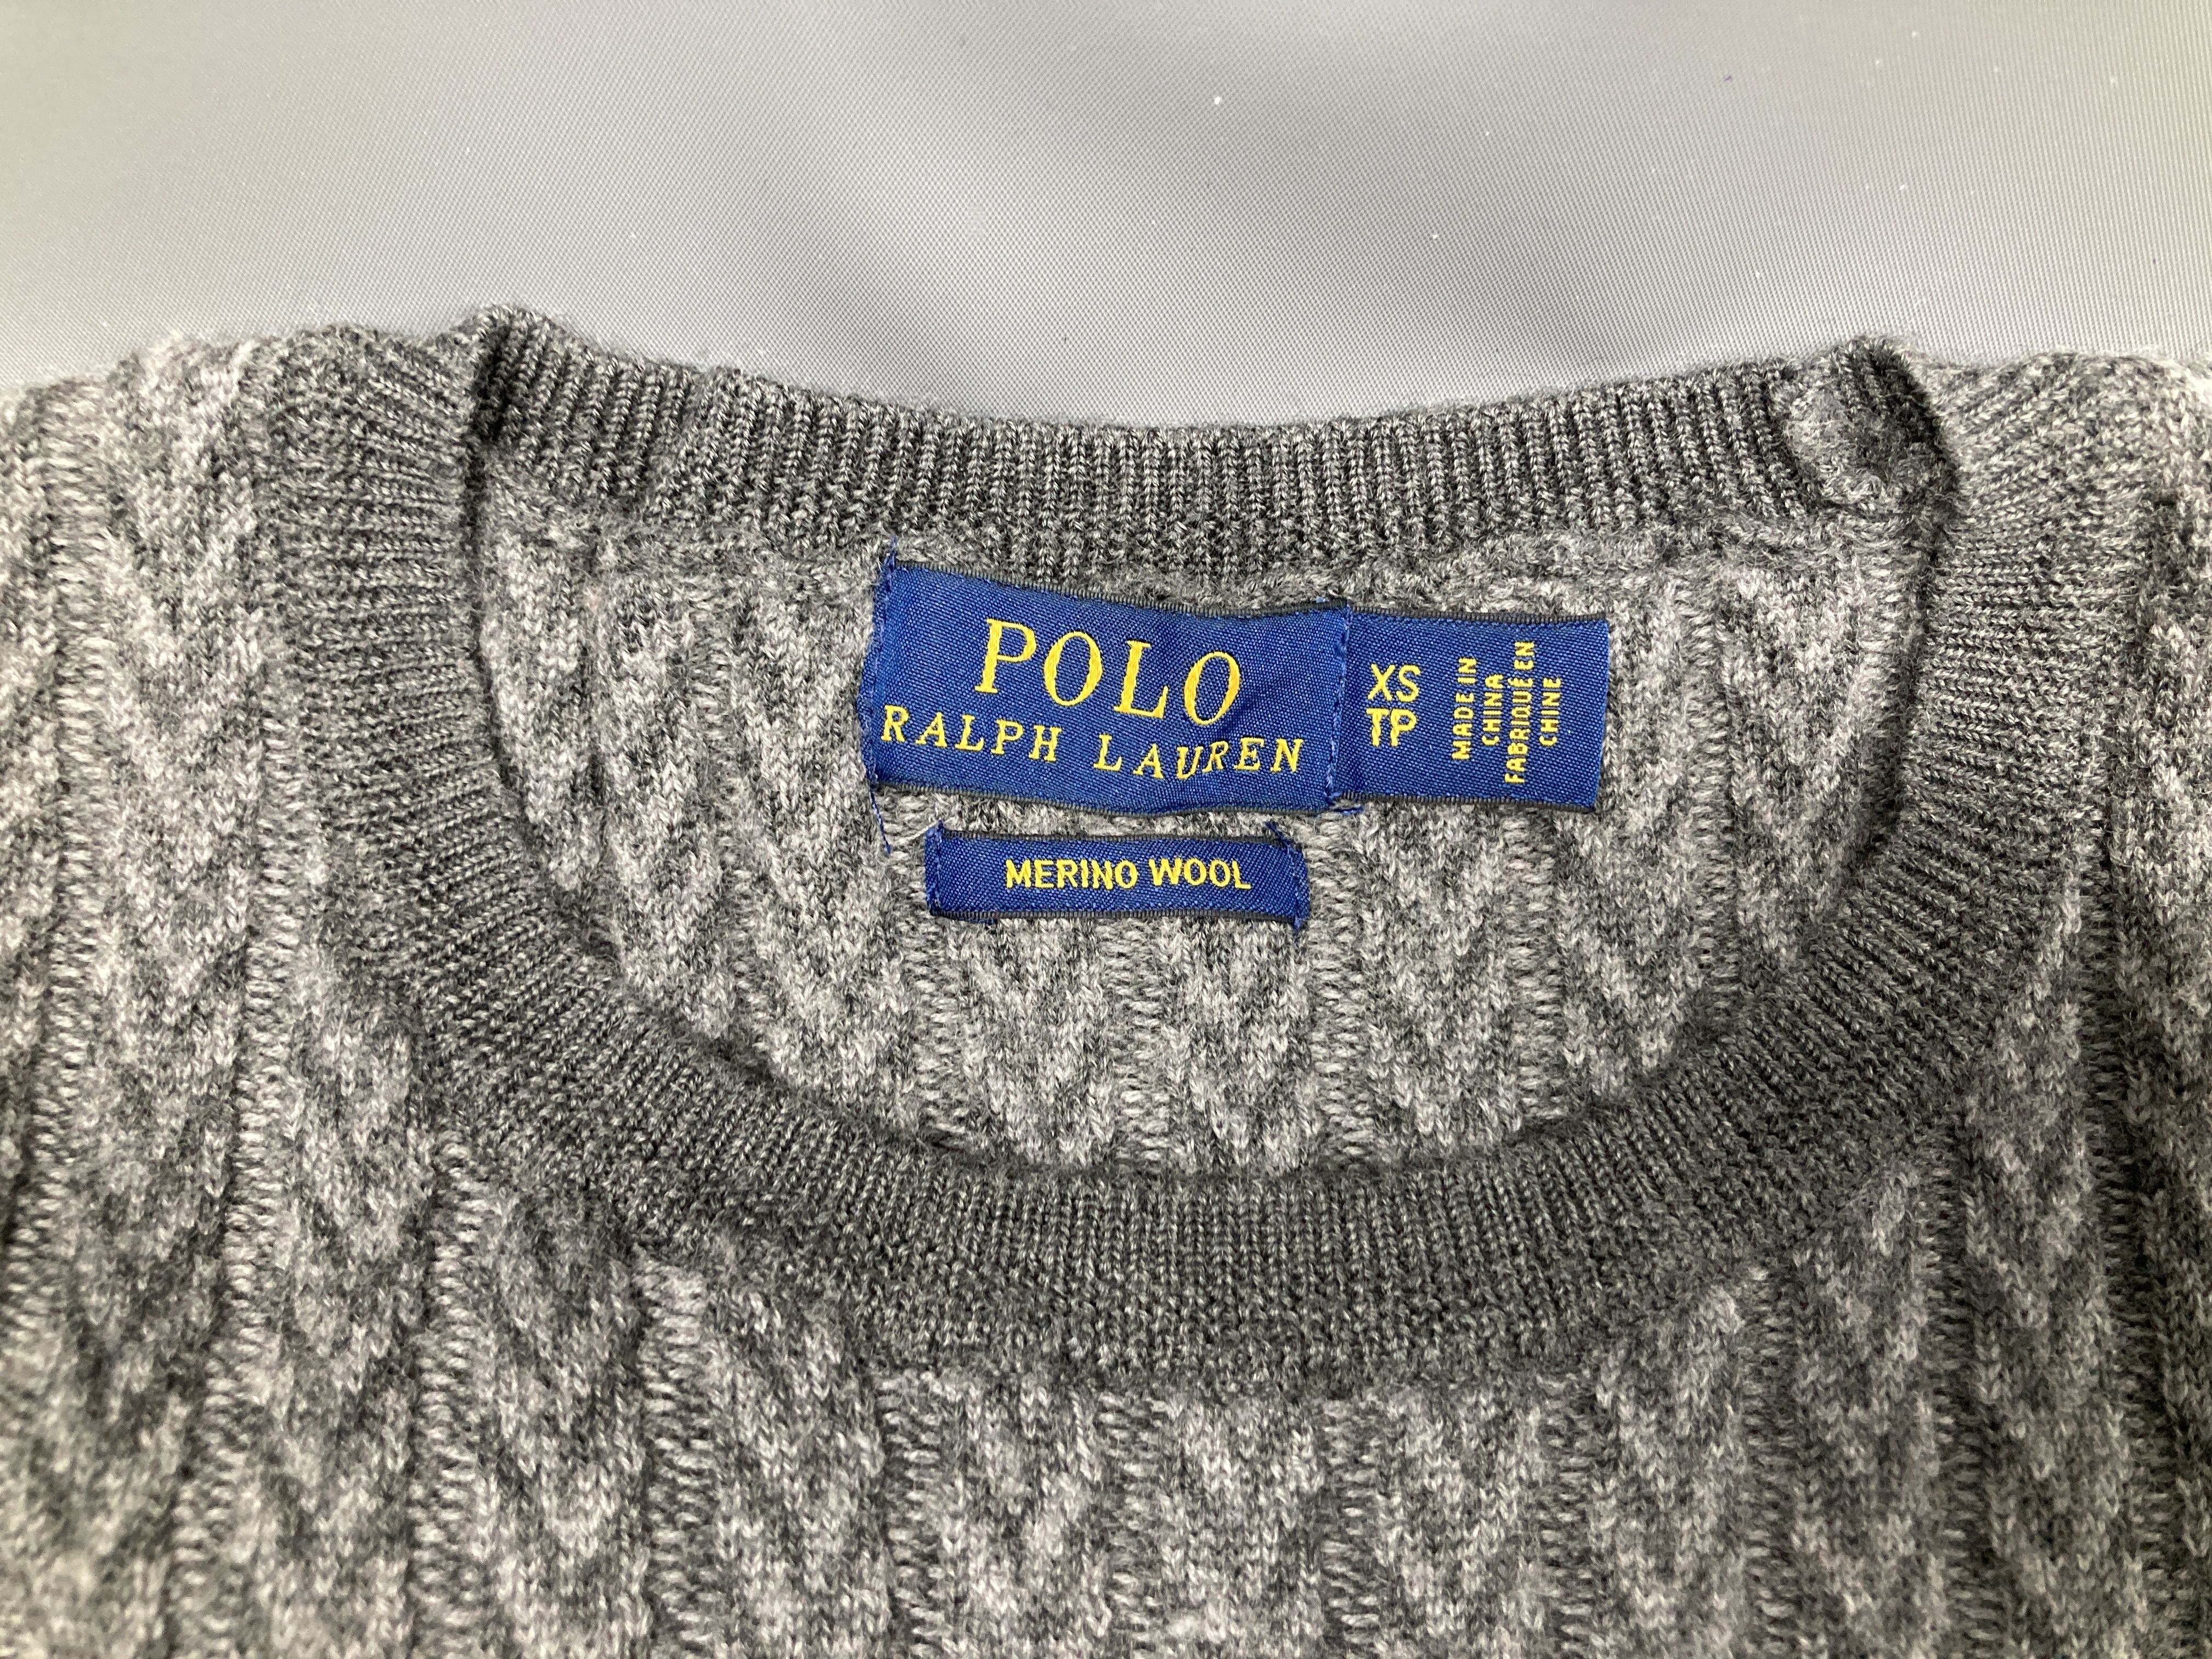 POLO
RALPH LAUREN
XS
TP
MADE IN
CHINA
FABRIQUÉ EN
CHINE
MERINO WOOL